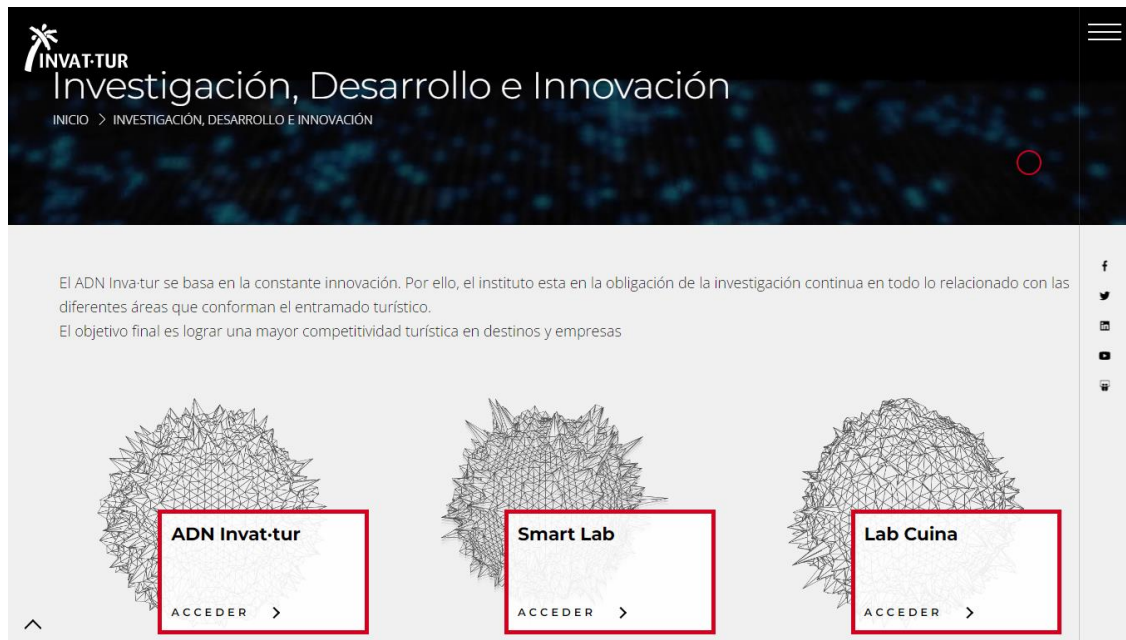 INVAT·TUR
Investigación, Desarrollo e Innovación
INICIO > INVESTIGACIÓN, DESARROLLO E INNOVACIÓN
El ADN Inva·tur se basa en la constante innovación. Por ello, el instituto esta en la obligación de la investigación continua en todo lo relacionado con las
diferentes áreas que conforman el entramado turístico.
El objetivo final es lograr una mayor competitividad turística en destinos y empresas
ADN Invat·tur
ACCEDER >
Smart Lab
ACCEDER >
Lab Cuina
ACCEDER >